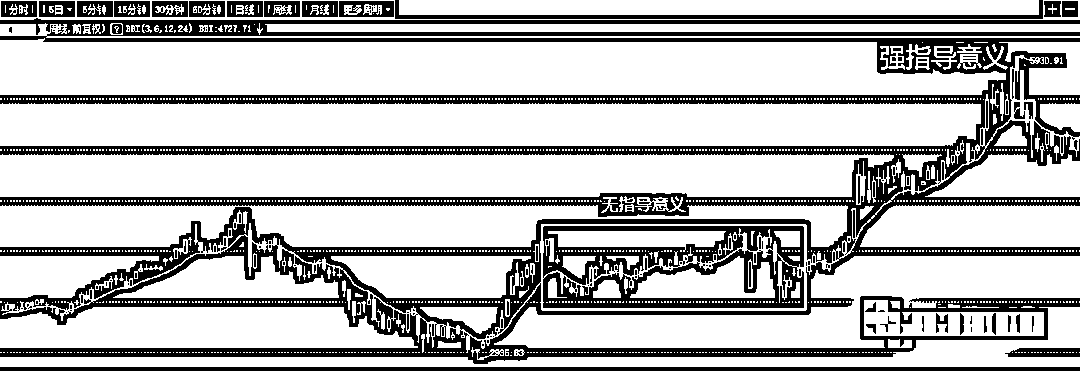 分时 5日 5分钟 15分钟 30分钟 60分钟 日线 周线 月线 更多周期
(周线,前复权) ? BBI(3,6,12,24) BBI:4727.71
强指导意义
5930.91
无指导意义
2935.83